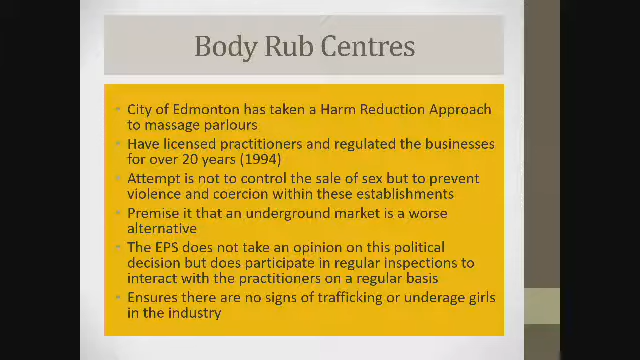 Body Rub Centres
City of Edmonton has taken a Harm Reduction Approach
to massage parlours
Have licensed practitioners and regulated the businesses
for over 20 years (1994)
Attempt is not to control the sale of sex but to prevent
violence and coercion within these establishments
Premise it that an underground market is a worse
alternative
The EPS does not take an opinion on this political
decision but does participate in regular inspections to
interact with the practitioners on a regular basis
Ensures there are no signs of trafficking or underage girls
in the industry